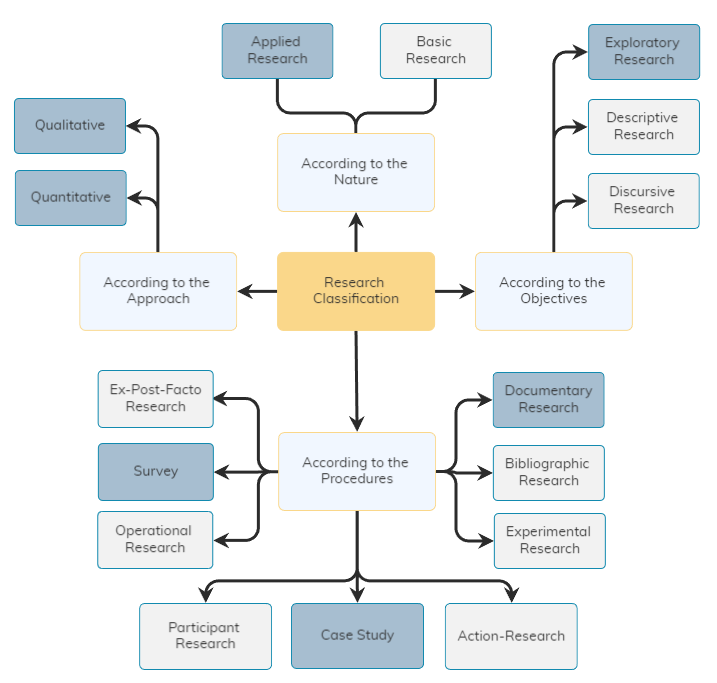 Applied
Research
Basic
Research
Exploratory
Research
Qualitative
Descriptive
Research
According to the
Nature
Quantitative
Discursive
Research
According to the
Approach
Research
Classification
According to the
Objectives
Ex-Post-Facto
Research
Documentary
Research
Survey
According to the
Procedures
Bibliographic
Research
Operational
Research
Experimental
Research
Participant
Research
Case Study
Action-Research